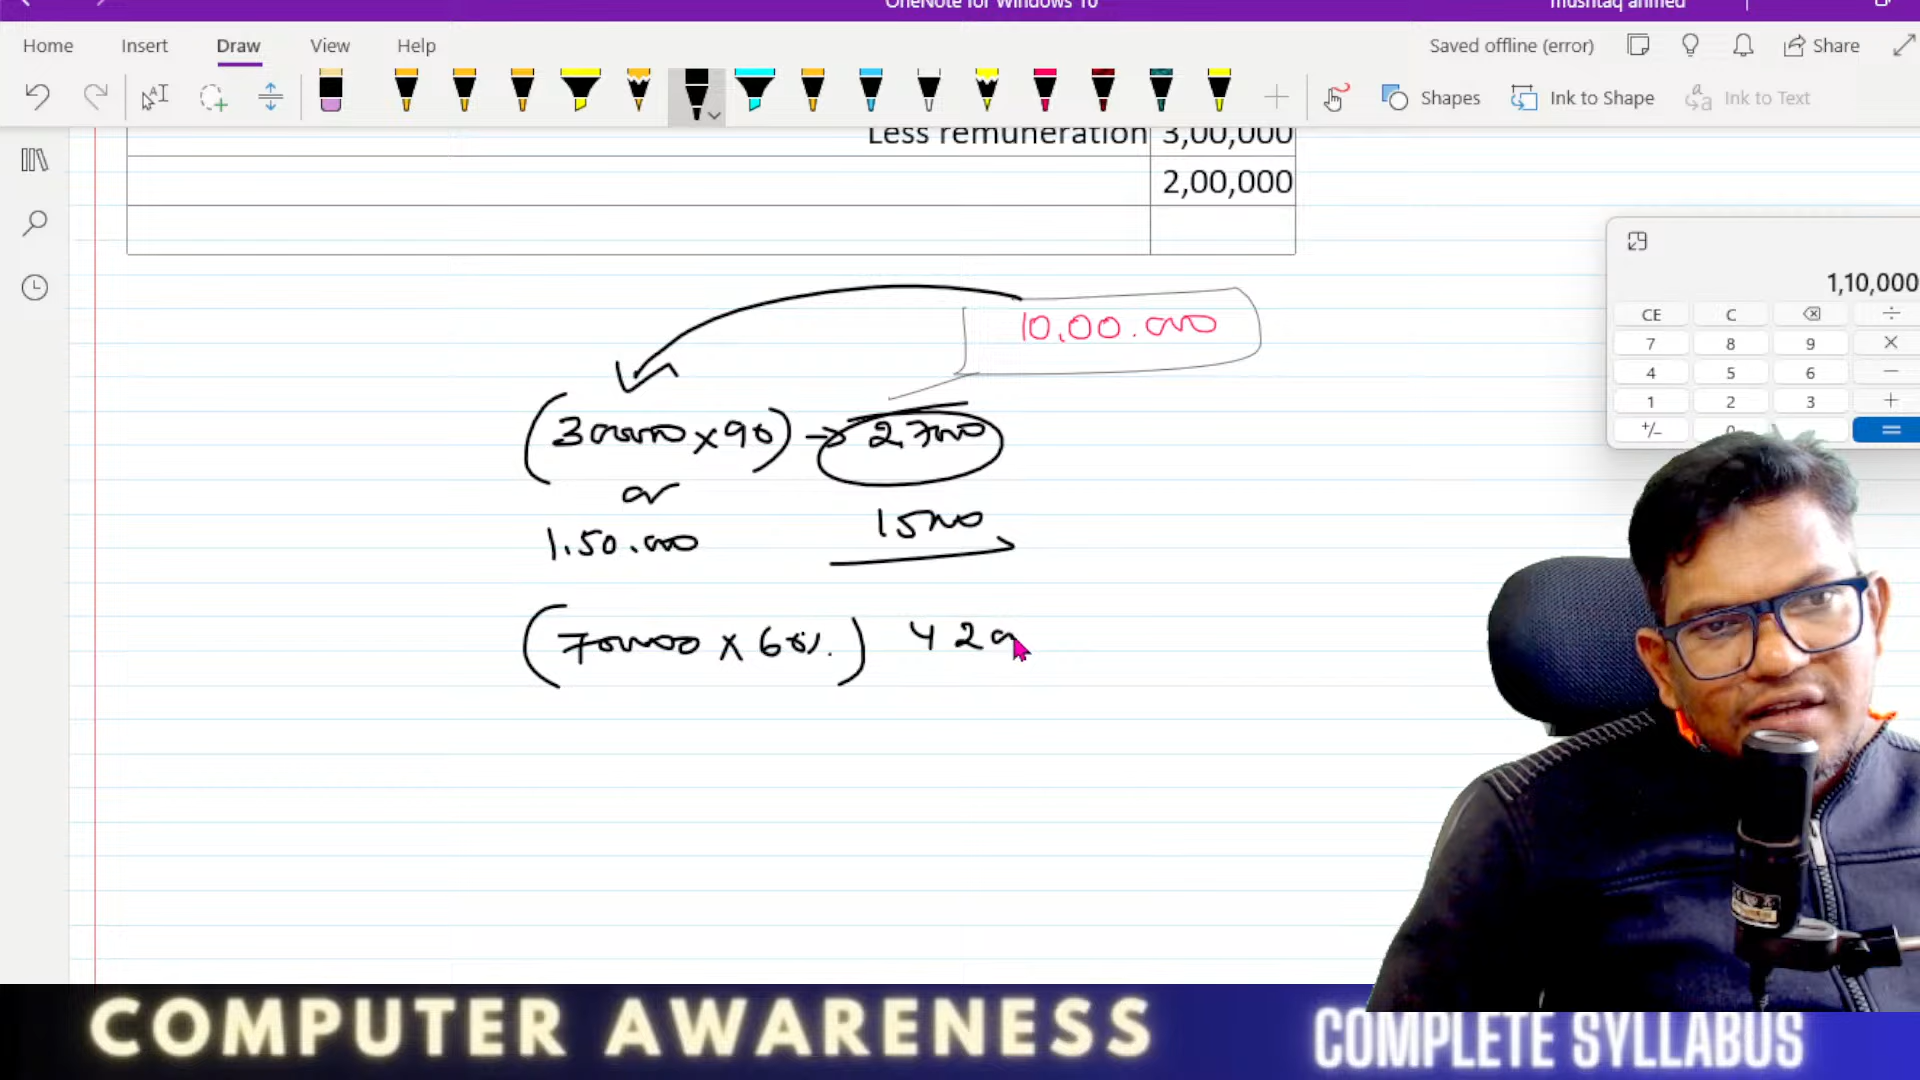 OneNote for Windows 10
mushtaq ahmed
Home Insert Draw View Help
Saved offline (error) Share
Shapes Ink to Shape Ink to Text
Less remuneration 3,00,000
2,00,000
1,10,000
CE C
7 8 9
4 5 6
1 2 3
+/- 0 =
10,00.000
(300000 x 90) → 27000
or
1.50.000 15000
(700000 x 60%) 420
COMPUTER AWARENESS
COMPLETE SYLLABUS